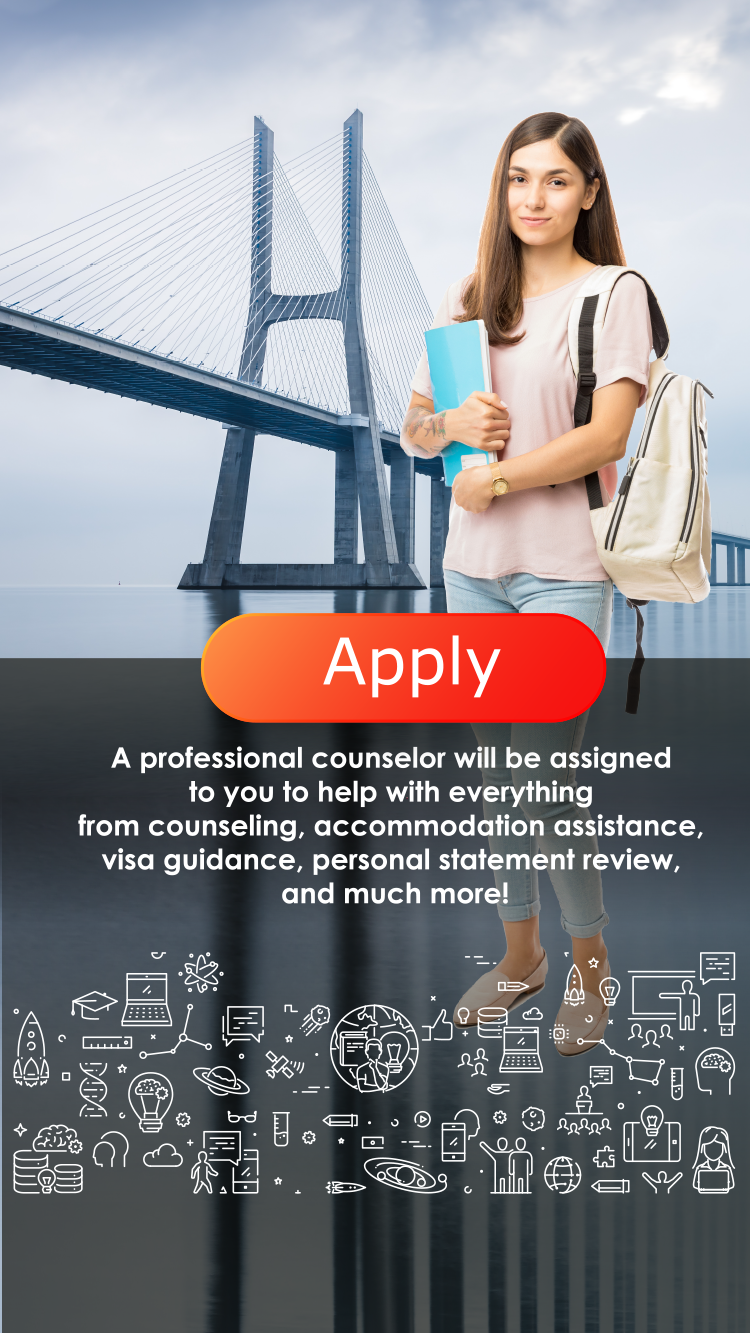 Apply
A professional counselor will be assigned
to you to help with everything
from counseling, accommodation assistance,
visa guidance, personal statement review,
and much more!